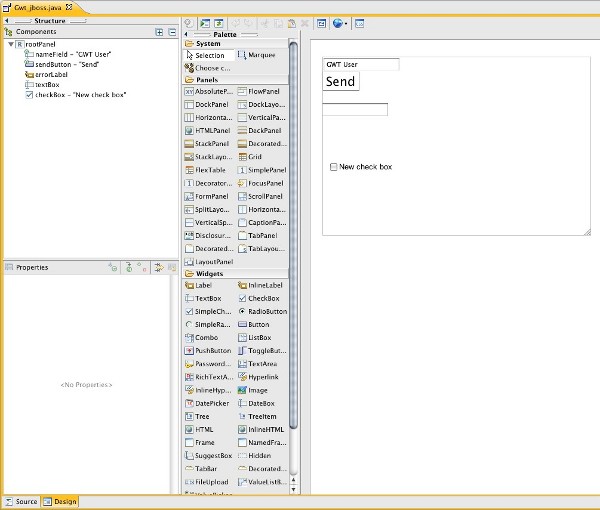 Gwt_jboss.java
Structure
Components
rootPanel
nameField - "GWT User"
sendButton - "Send"
errorLabel
textBox
checkBox - "New check box"
Properties
<No Properties>
Palette
System
Selection Marquee
Choose c...
Panels
AbsoluteP... FlowPanel
DockPanel DockLayo...
Horizonta... VerticalPa...
HTMLPanel DeckPanel
StackPanel Decorated...
StackLayo... Grid
FlexTable SimplePanel
Decorator... FocusPanel
FormPanel ScrollPanel
SplitLayo... Horizonta...
VerticalSp... CaptionPa...
Disclosur... TabPanel
Decorated... TabLayou...
LayoutPanel
Widgets
Label InlineLabel
TextBox CheckBox
SimpleCh... RadioButton
SimpleRa... Button
Combo ListBox
PushButton ToggleBut...
Password... TextArea
RichTextA... Hyperlink
InlineHyp... Image
DatePicker DateBox
Tree TreeItem
HTML InlineHTML
Frame NamedFra...
SuggestBox Hidden
TabBar Decorated...
FileUpload ValueListB...
GWT User
Send
New check box
Source Design